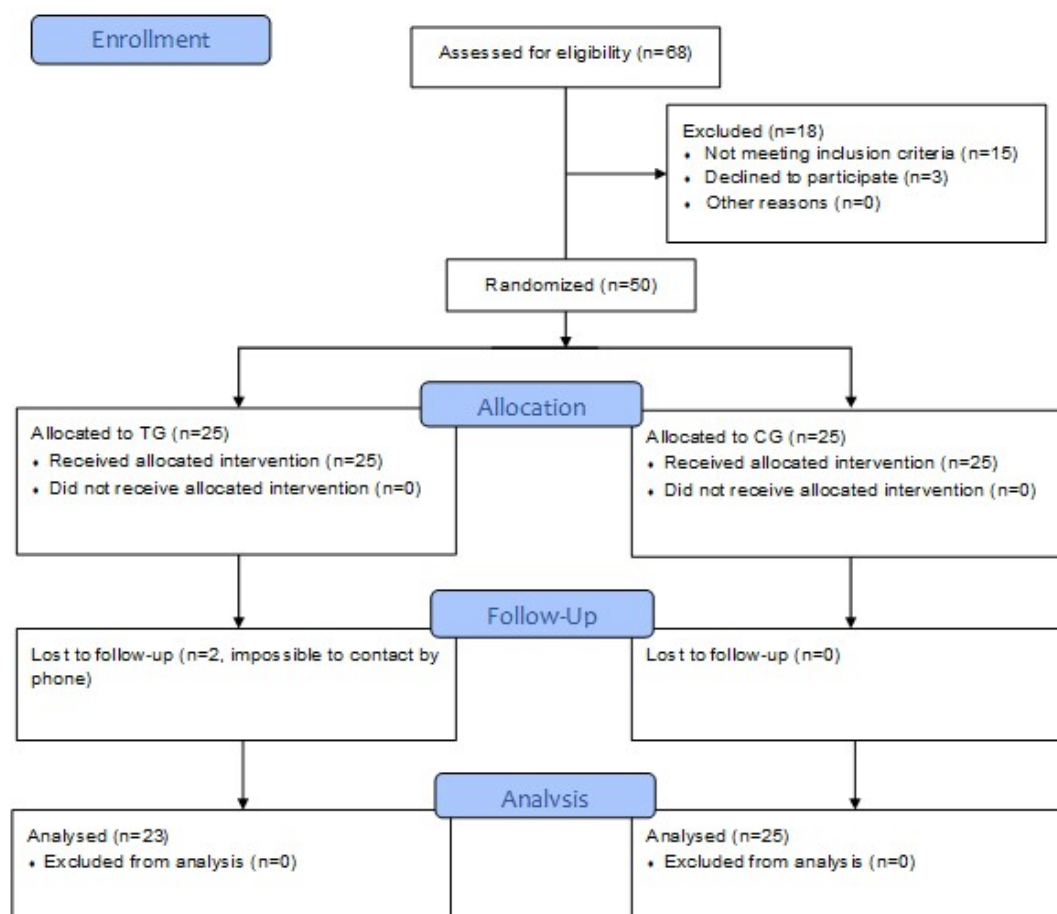 Enrollment
Assessed for eligibility (n=68)
Excluded (n=18)
⬧ Not meeting inclusion criteria (n=15)
⬧ Declined to participate (n=3)
⬧ Other reasons (n=0)
Randomized (n=50)
Allocation
Allocated to TG (n=25)
⬧ Received allocated intervention (n=25)
⬧ Did not receive allocated intervention (n=0)
Allocated to CG (n=25)
⬧ Received allocated intervention (n=25)
⬧ Did not receive allocated intervention (n=0)
Follow-Up
Lost to follow-up (n=2, impossible to contact by
phone)
Lost to follow-up (n=0)
Analysis
Analysed (n=23)
⬧ Excluded from analysis (n=0)
Analysed (n=25)
⬧ Excluded from analysis (n=0)